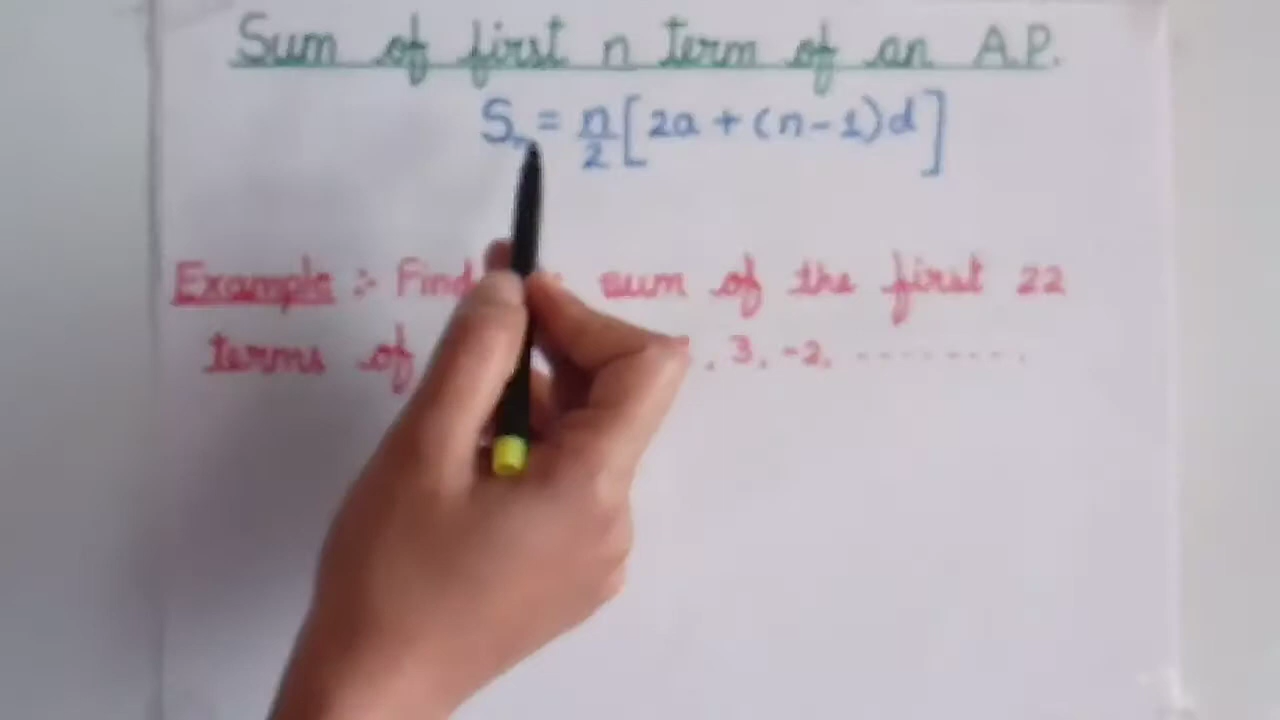 Sum of first n term of an A.P.
Sn = n/2 [2a + (n-1)d]
Example :- Find sum of the first 22
terms of , 3, -2, --------.